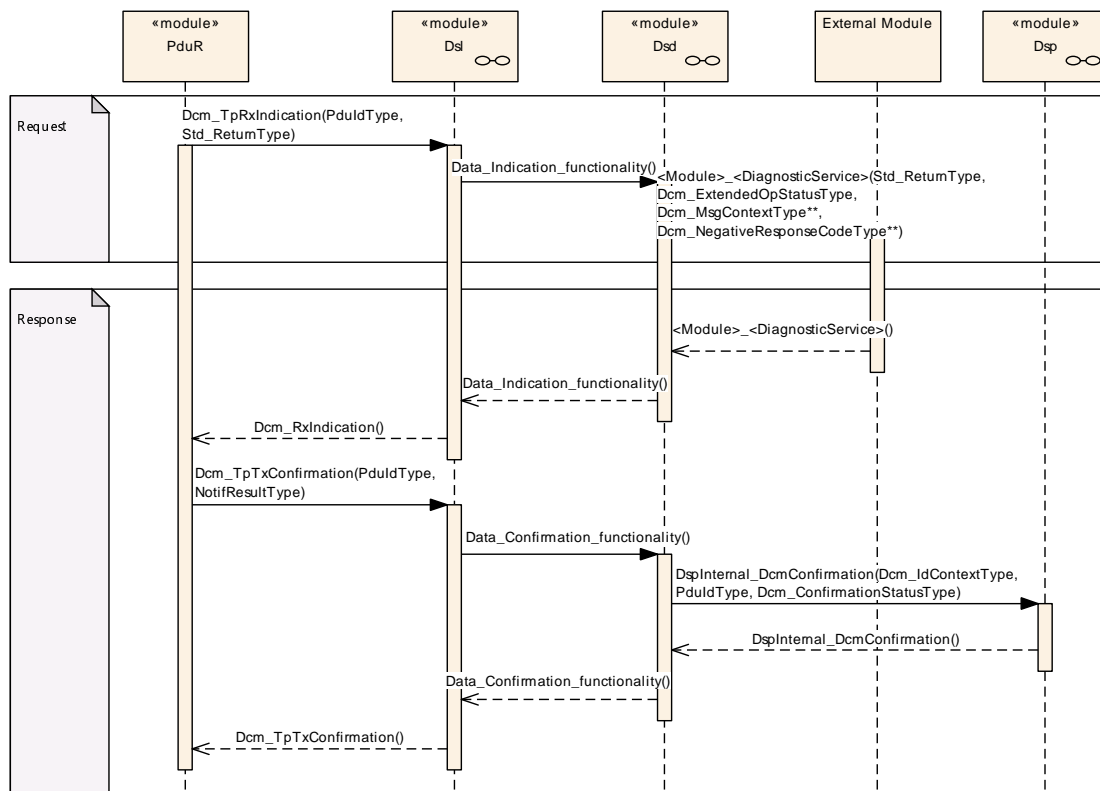 «module»
PduR
«module»
Dsl
«module»
Dsd
External Module
«module»
Dsp
Request
Dcm_TpRxIndication(PduIdType,
Std_ReturnType)
Data_Indication_functionality()
<Module>_<DiagnosticService>(Std_ReturnType,
Dcm_ExtendedOpStatusType,
Dcm_MsgContextType**,
Dcm_NegativeResponseCodeType**)
Response
<Module>_<DiagnosticService>()
Data_Indication_functionality()
Dcm_RxIndication()
Dcm_TpTxConfirmation(PduIdType,
NotifResultType)
Data_Confirmation_functionality()
DspInternal_DcmConfirmation(Dcm_IdContextType,
PduIdType, Dcm_ConfirmationStatusType)
DspInternal_DcmConfirmation()
Data_Confirmation_functionality()
Dcm_TpTxConfirmation()